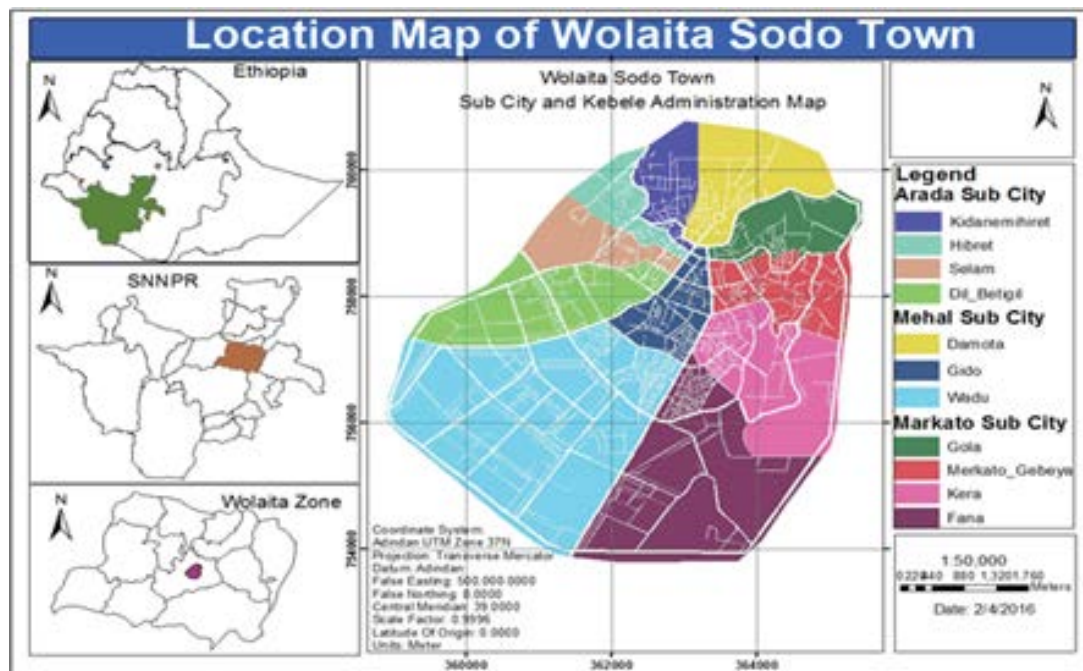 Location Map of Wolaita Sodo Town
Ethiopia
N
SNNPR
N
Wolaita Zone
N
Wolaita Sodo Town
Sub City and Kebele Administration Map
N
758000
756000
754000
360000
362000
364000
Coordinate System:
Adindan UTM Zone 37N
Projection: Transverse Mercator
Datum: Adindan
False Easting: 500.000.0000
False Northing: 0.0000
Central Meridian: 39.0000
Scale Factor: 0.9996
Latitude Of Origin: 0.0000
Units: Meter
Legend
Arada Sub City
Kidanemihiret
Hibret
Selam
Dil_Betigil
Mehal Sub City
Damota
Gido
Wadu
Markato Sub City
Gola
Merkato_Gebeya
Kera
Fana
1:50,000
880
Meters
Date: 2/4/2016